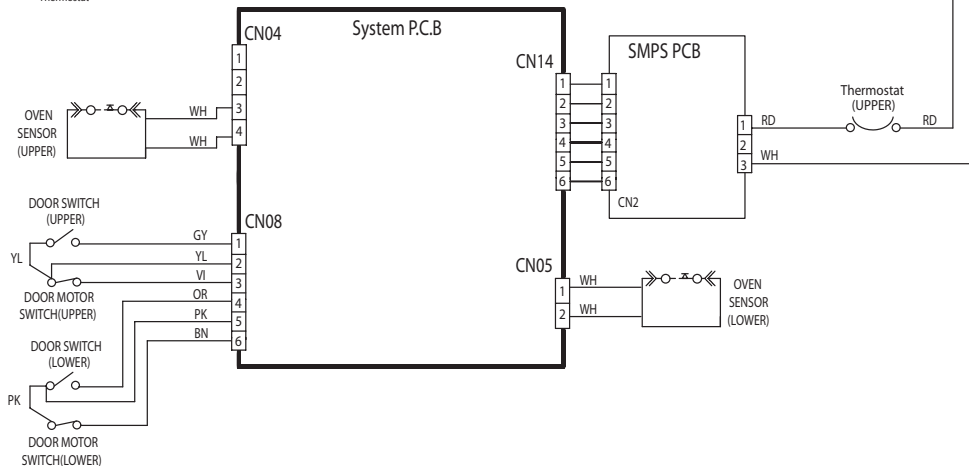 Thermostat
System P.C.B
CN04
1
2
3
4
WH
WH
OVEN
SENSOR
(UPPER)
CN14
1
2
3
4
5
6
1
2
3
4
5
6
SMPS PCB
CN2
1
2
3
RD
WH
Thermostat
(UPPER)
RD
DOOR SWITCH
(UPPER)
YL
DOOR MOTOR
SWITCH(UPPER)
CN08
GY
YL
VI
OR
PK
BN
1
2
3
4
5
6
DOOR SWITCH
(LOWER)
PK
DOOR MOTOR
SWITCH(LOWER)
CN05
1
2
WH
WH
OVEN
SENSOR
(LOWER)